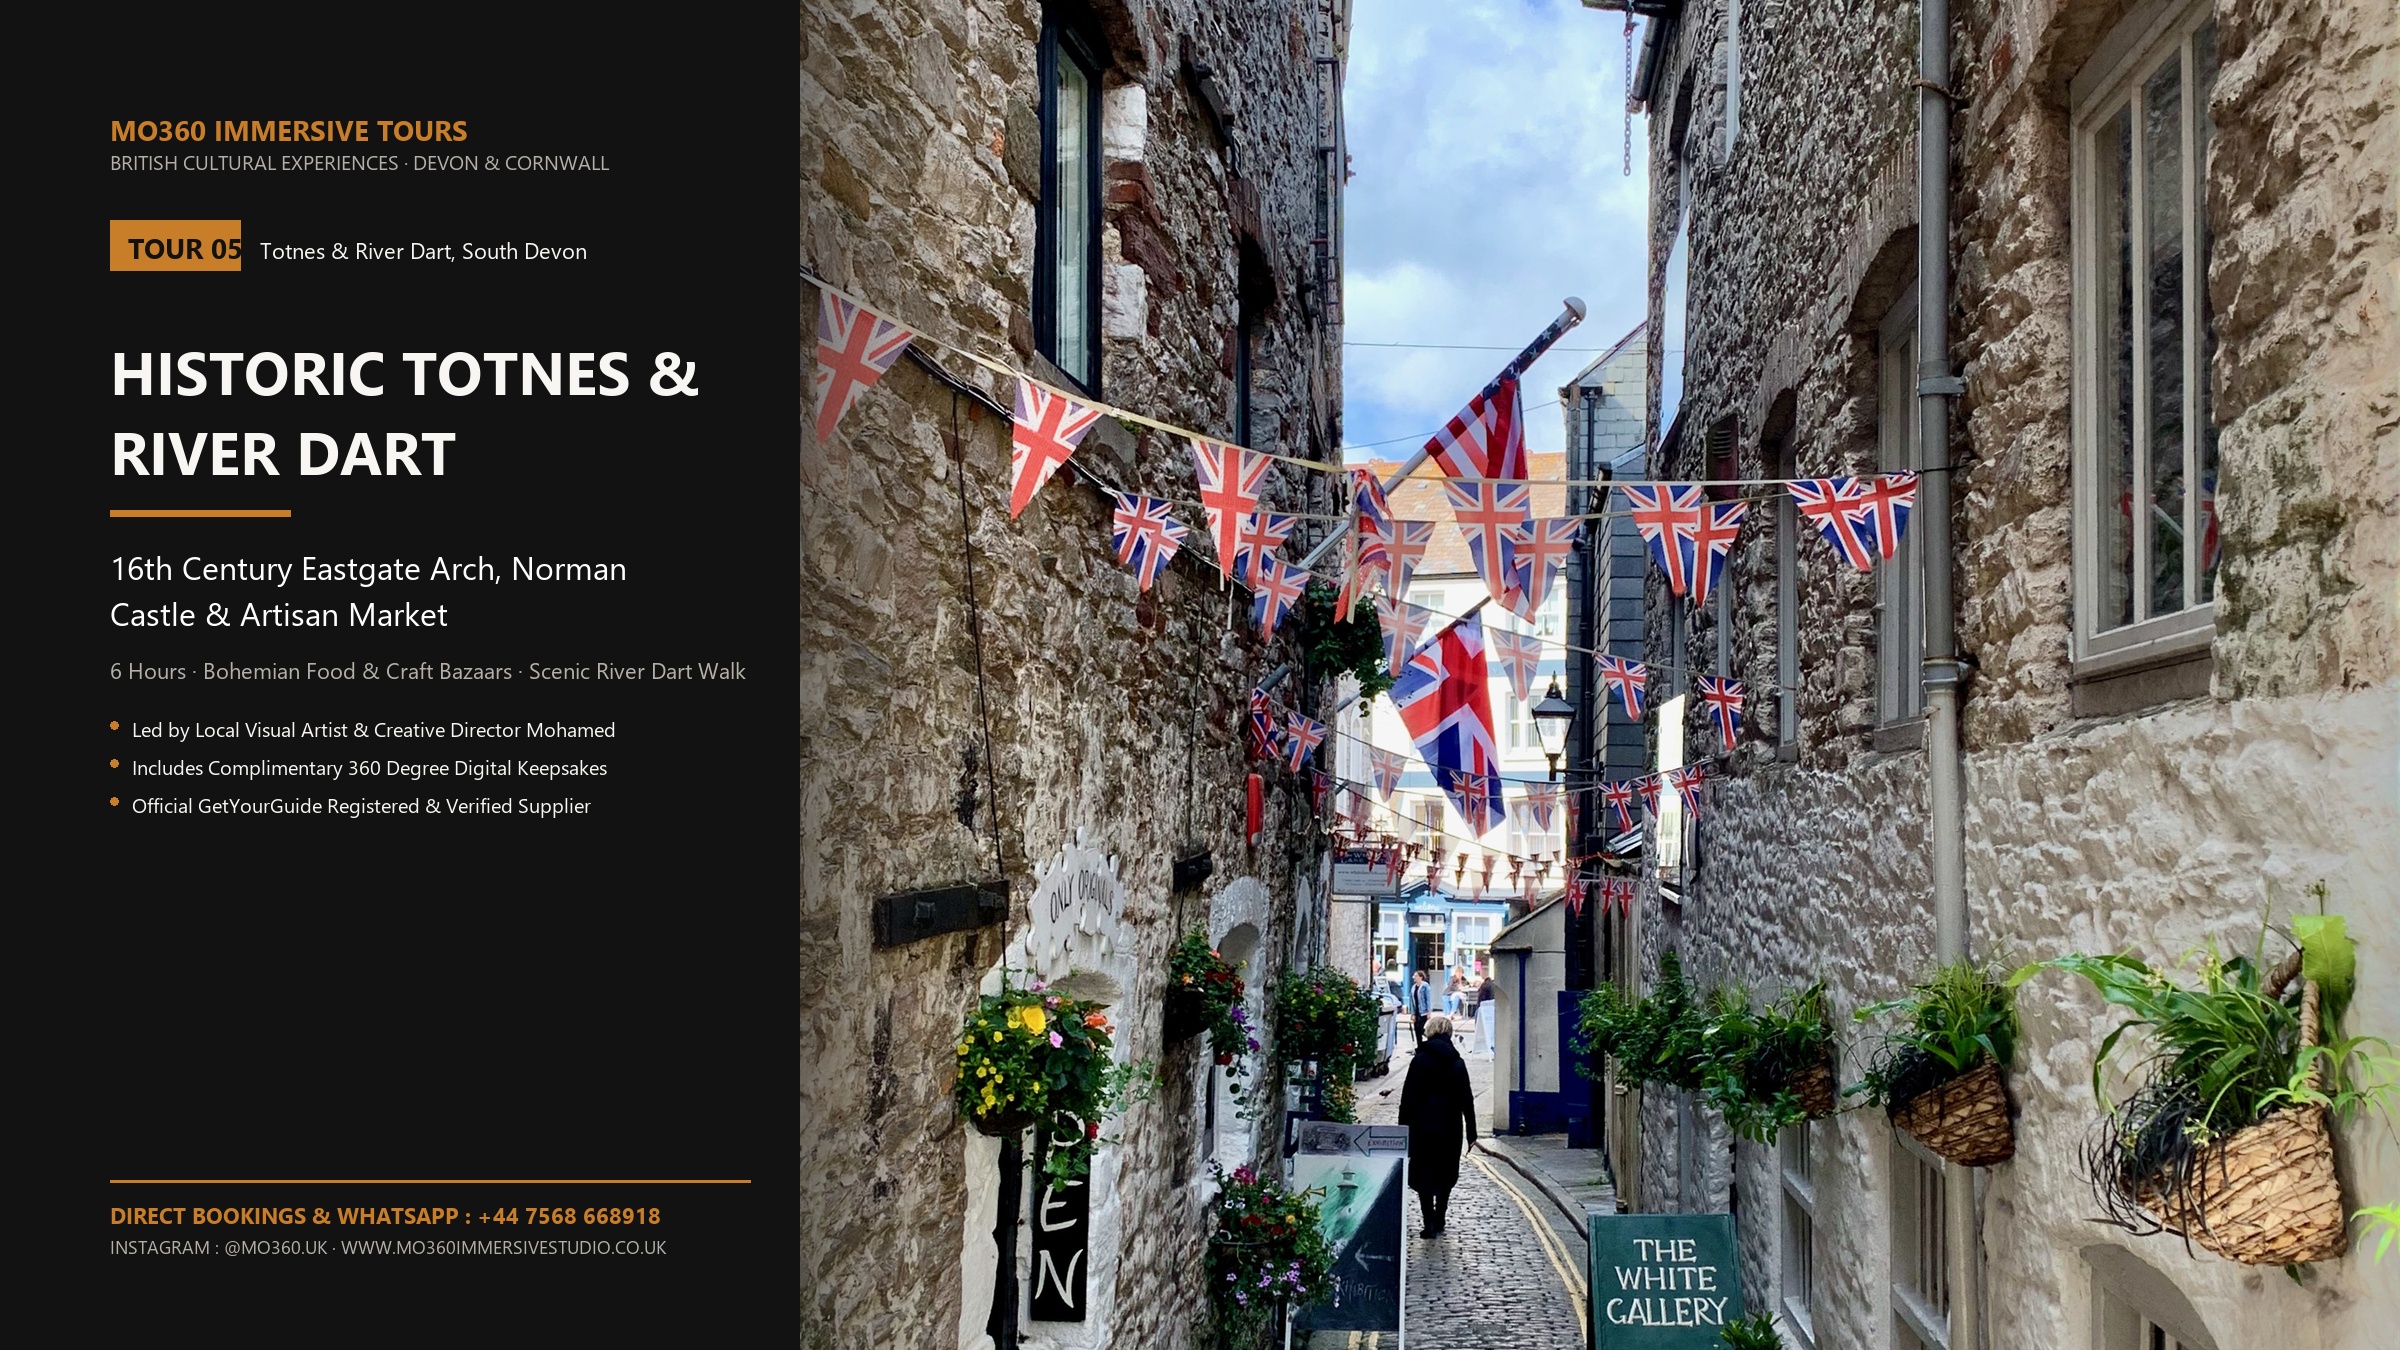 MO360 IMMERSIVE TOURS
BRITISH CULTURAL EXPERIENCES · DEVON & CORNWALL
TOUR 05
Totnes & River Dart, South Devon
HISTORIC TOTNES &
RIVER DART
16th Century Eastgate Arch, Norman
Castle & Artisan Market
6 Hours · Bohemian Food & Craft Bazaars · Scenic River Dart Walk
Led by Local Visual Artist & Creative Director Mohamed
Includes Complimentary 360 Degree Digital Keepsakes
Official GetYourGuide Registered & Verified Supplier
DIRECT BOOKINGS & WHATSAPP : +44 7568 668918
INSTAGRAM : @MO360.UK · WWW.MO360IMMERSIVESTUDIO.CO.UK
ONLY ORIGINALS
EXHIBITION
THE
WHITE
GALLERY